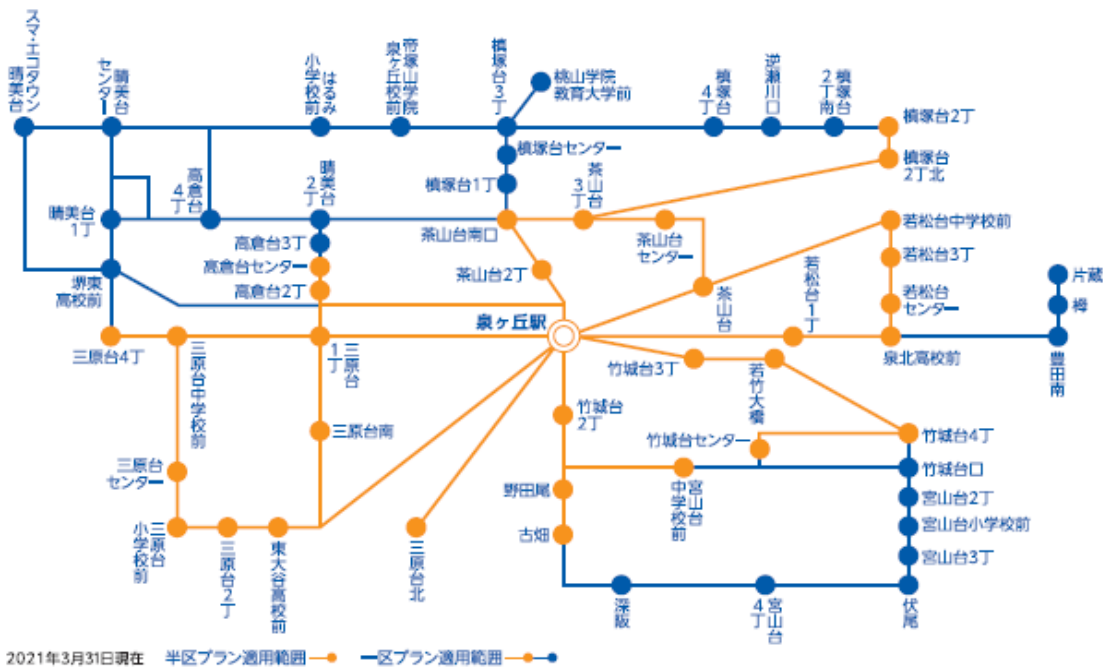 スマ・エコタウン
晴美台
晴美台
センター
はるみ
小学校前
帝塚山学院
泉ヶ丘校前
槙塚台
3丁
桃山学院
教育大学前
槙塚台
4丁
逆瀬川口
槙塚台
2丁南
槙塚台2丁
槙塚台
2丁北
槙塚台センター
槙塚台1丁
高倉台
4丁
晴美台
2丁
茶山台
3丁
晴美台
1丁
高倉台3丁
茶山台南口
茶山台
センター
若松台中学校前
高倉台センター
高倉台2丁
茶山台2丁
若松台3丁
片蔵
堺東
高校前
茶山台
若松台1丁
若松台
センター
栂
泉ヶ丘駅
三原台4丁
三原台中学校前
三原台
1丁
竹城台3丁
若竹大橋
泉北高校前
豊田南
三原台南
竹城台
2丁
竹城台センター
竹城台4丁
三原台
センター
野田尾
宮山台
中学校前
竹城台口
宮山台2丁
古畑
宮山台小学校前
三原台
小学校前
三原台2丁
東大谷高校前
三原台北
宮山台3丁
深阪
宮山台
4丁
伏尾
2021年3月31日現在 半区プラン適用範囲 一区プラン適用範囲